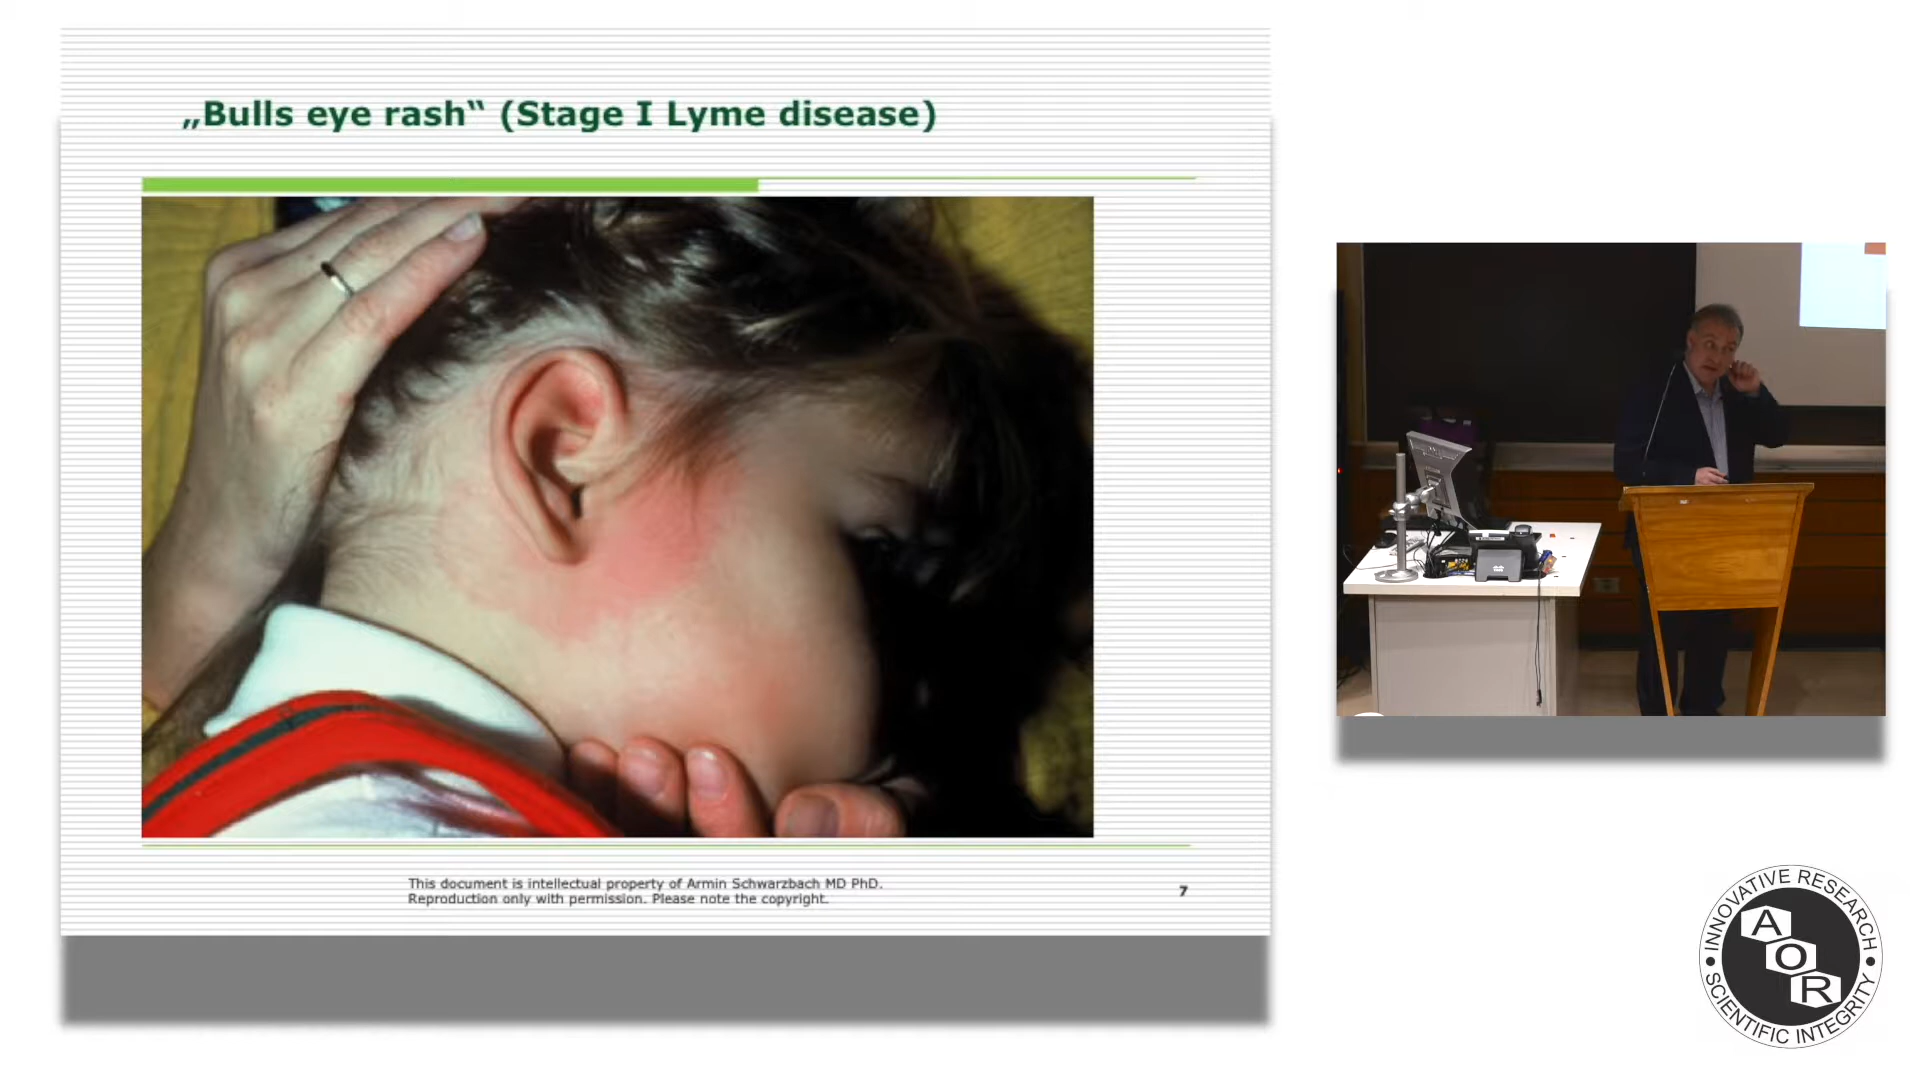 „Bulls eye rash“ (Stage I Lyme disease)
This document is intellectual property of Armin Schwarzbach MD PhD.
Reproduction only with permission. Please note the copyright.
7
INNOVATIVE RESEARCH
AOR
SCIENTIFIC INTEGRITY